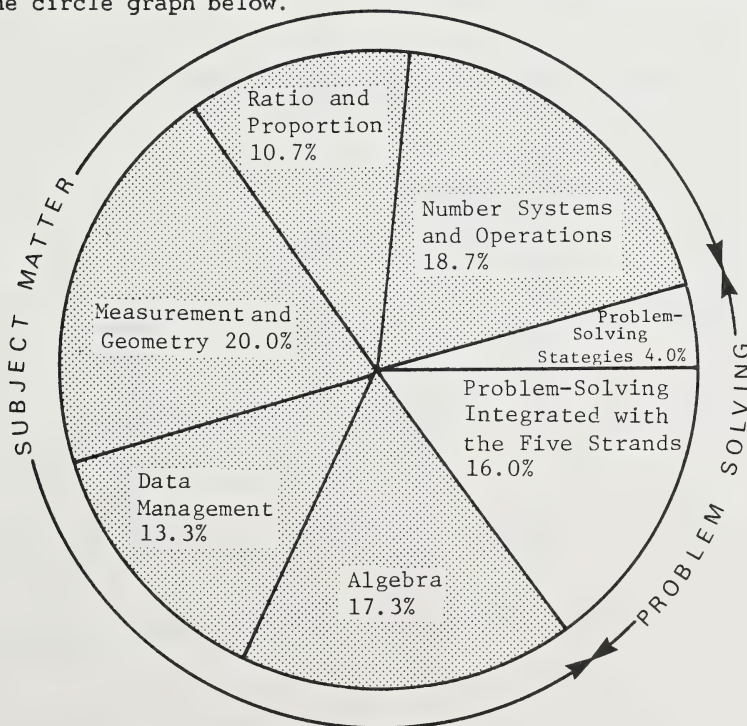 he circle graph below.
Ratio and
Proportion
10.7%
Number Systems
and Operations
18.7%
Problem-
Solving
Stategies 4.0%
Measurement and
Geometry 20.0%
Problem-Solving
Integrated with
the Five Strands
16.0%
Data
Management
13.3%
Algebra
17.3%
SUBJECT MATTER
PROBLEM SOLVING